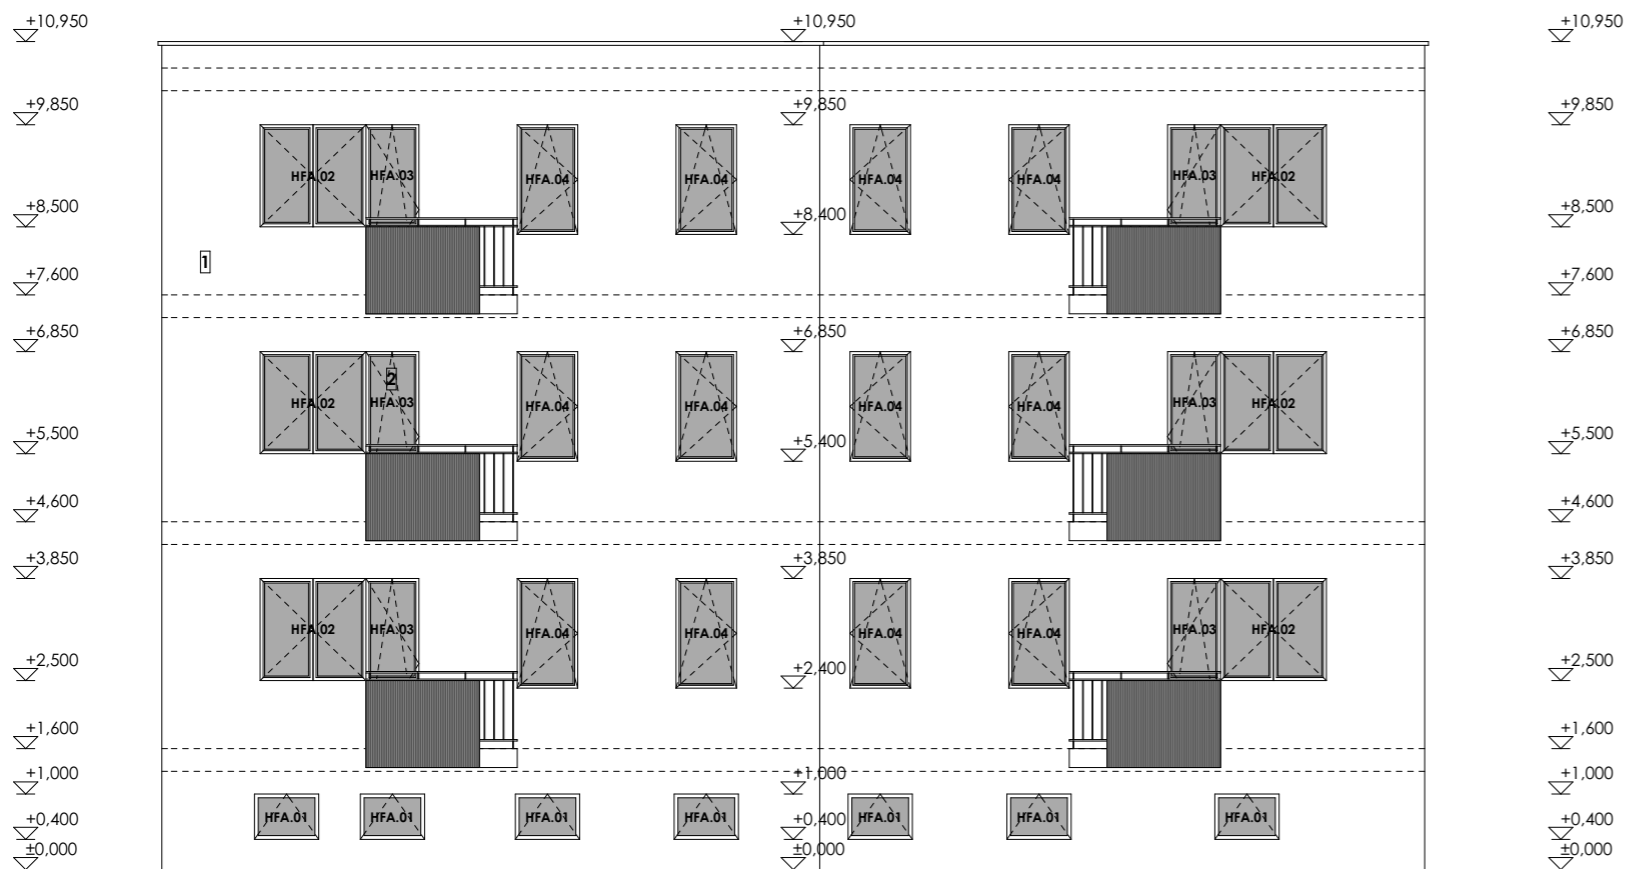 +10,950 +10,950 +10,950
+9,850 +9,850 +9,850
HFA.02 HFA.03 HFA.04 HFA.04 HFA.04 HFA.04 HFA.03 HFA.02
+8,500 +8,400 +8,500
1
+7,600 +7,600
+6,850 +6,850 +6,850
2
HFA.02 HFA.03 HFA.04 HFA.04 HFA.04 HFA.04 HFA.03 HFA.02
+5,500 +5,400 +5,500
+4,600 +4,600
+3,850 +3,850 +3,850
HFA.02 HFA.03 HFA.04 HFA.04 HFA.04 HFA.04 HFA.03 HFA.02
+2,500 +2,400 +2,500
+1,600 +1,600
+1,000 +1,000 +1,000
HFA.01 HFA.01 HFA.01 HFA.01 HFA.01 HFA.01 HFA.01
+0,400 +0,400 +0,400
±0,000 ±0,000 ±0,000